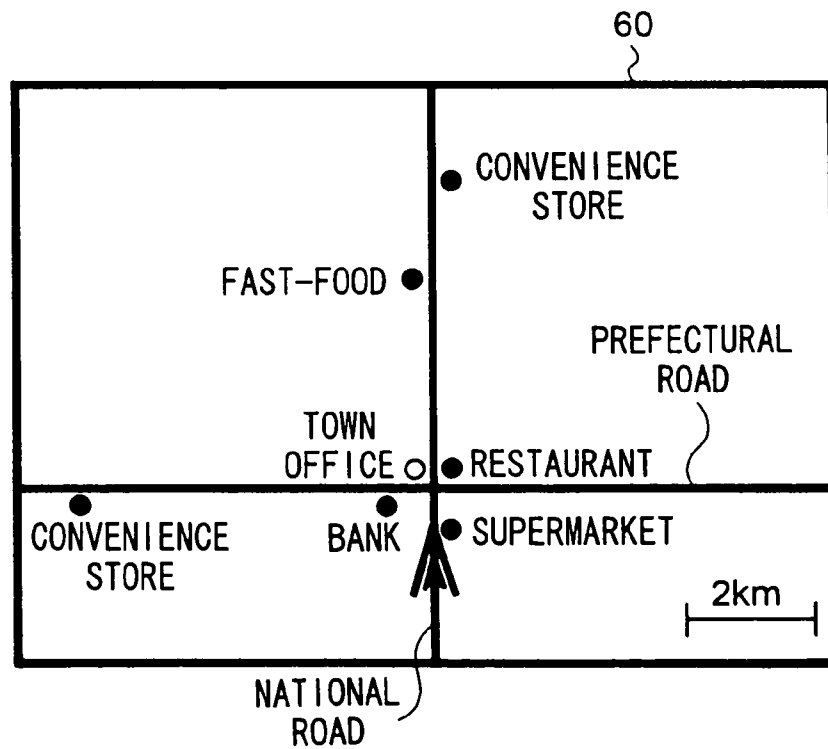 60
CONVENIENCE
STORE
FAST-FOOD
PREFECTURAL
ROAD
TOWN
OFFICE
RESTAURANT
CONVENIENCE
STORE
BANK
SUPERMARKET
2km
NATIONAL
ROAD